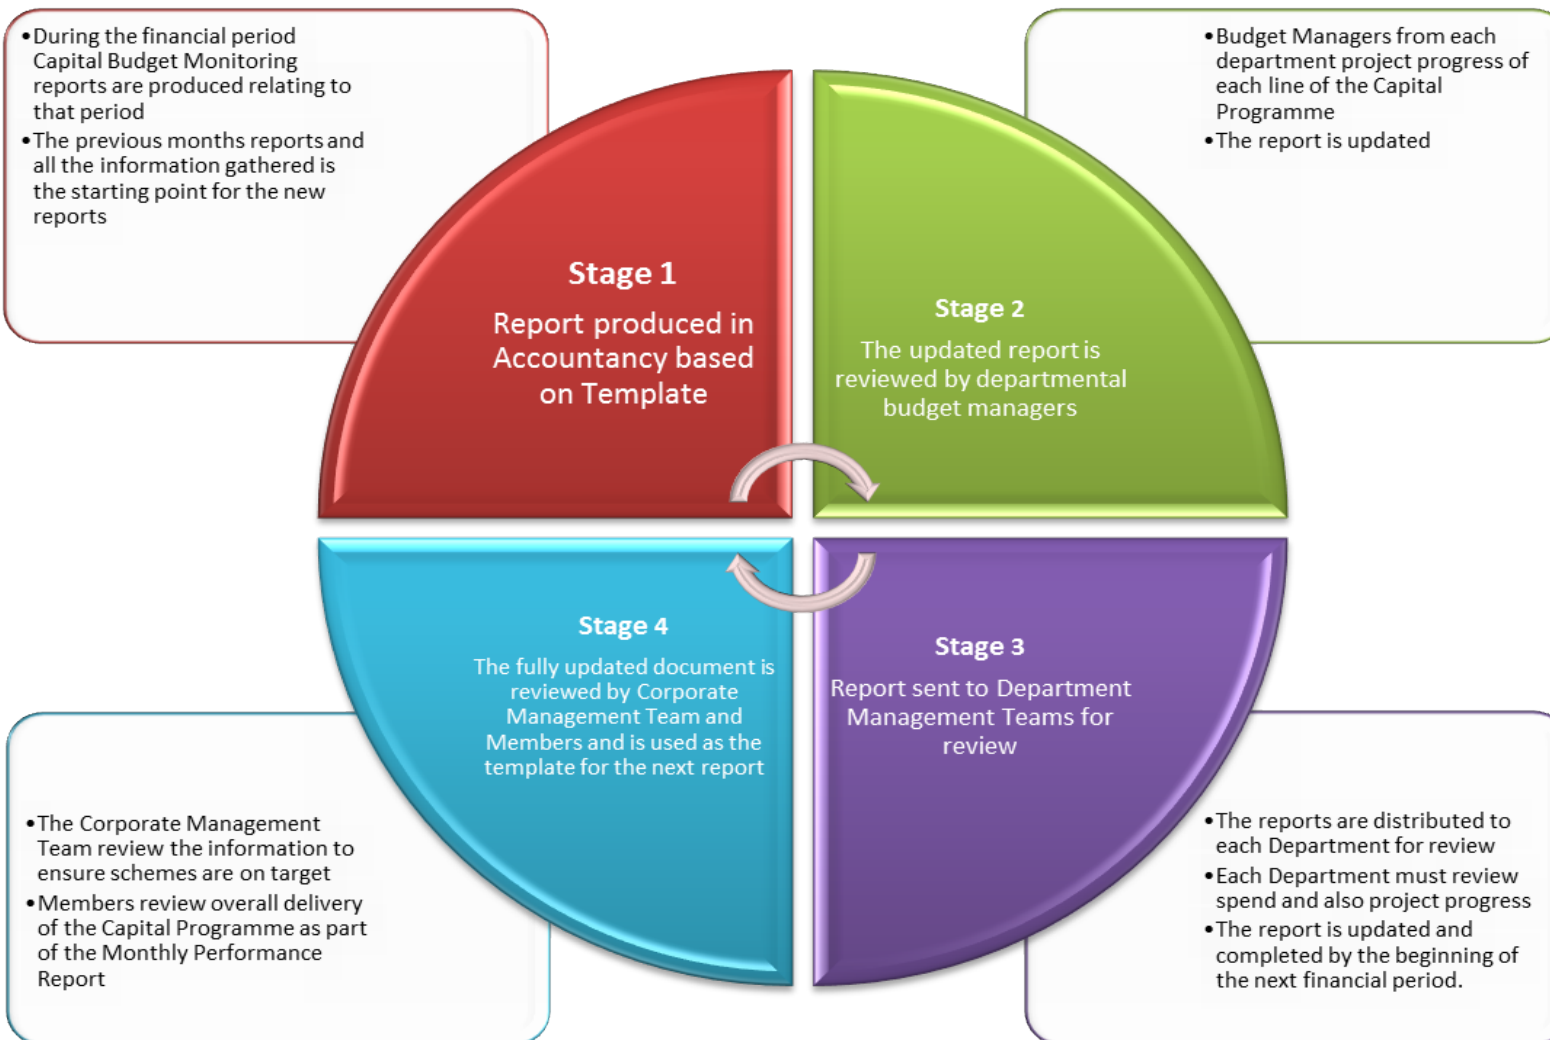 •During the financial period
Capital Budget Monitoring
reports are produced relating to
that period
•The previous months reports and
all the information gathered is
the starting point for the new
reports
•Budget Managers from each
department project progress of
each line of the Capital
Programme
•The report is updated
Stage 1
Report produced in
Accountancy based
on Template
Stage 2
The updated report is
reviewed by departmental
budget managers
Stage 4
The fully updated document is
reviewed by Corporate
Management Team and
Members and is used as the
template for the next report
Stage 3
Report sent to Department
Management Teams for
review
•The Corporate Management
Team review the information to
ensure schemes are on target
•Members review overall delivery
of the Capital Programme as part
of the Monthly Performance
Report
•The reports are distributed to
each Department for review
•Each Department must review
spend and also project progress
•The report is updated and
completed by the beginning of
the next financial period.